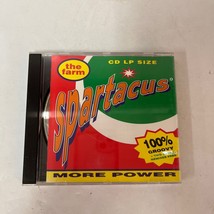 the
farm
CD LP SIZE
spartacus
100%
GROOVY
MORE POWER